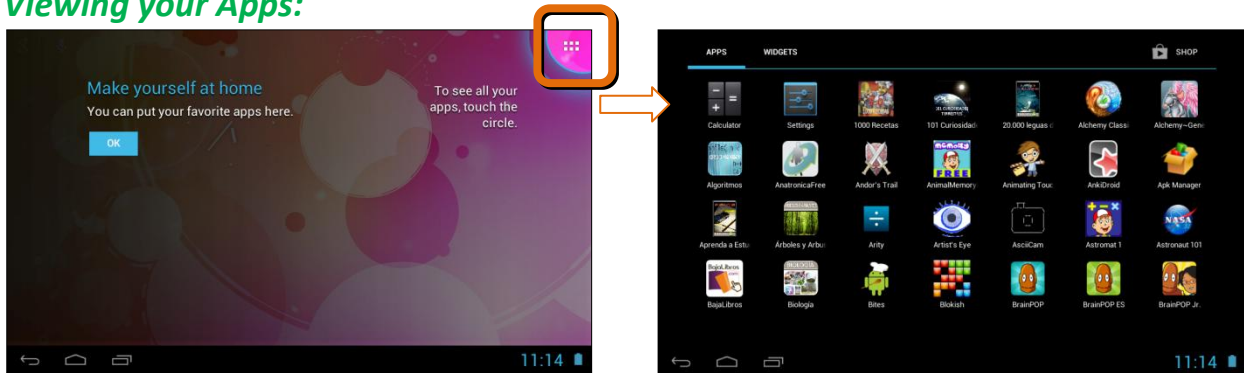 Viewing your Apps:
Make yourself at home
You can put your favorite apps here.
OK
To see all your
apps, touch the
circle.
11:14
APPS WIDGETS SHOP
Calculator Settings 1000 Recetas 101 Curiosidad 20.000 leguas d Alchemy Classi Alchemy~Gene
Algoritmos AnatronicaFree Andor's Trail AnimalMemory Animating Touc AnkiDroid Apk Manager
Aprenda a Estu Árboles y Arbu Arity Artist's Eye AsciiCam Astromat 1 Astronaut 101
BajaLibros Biologia Bites Blokish BrainPOP BrainPOP ES BrainPOP Jr.
11:14